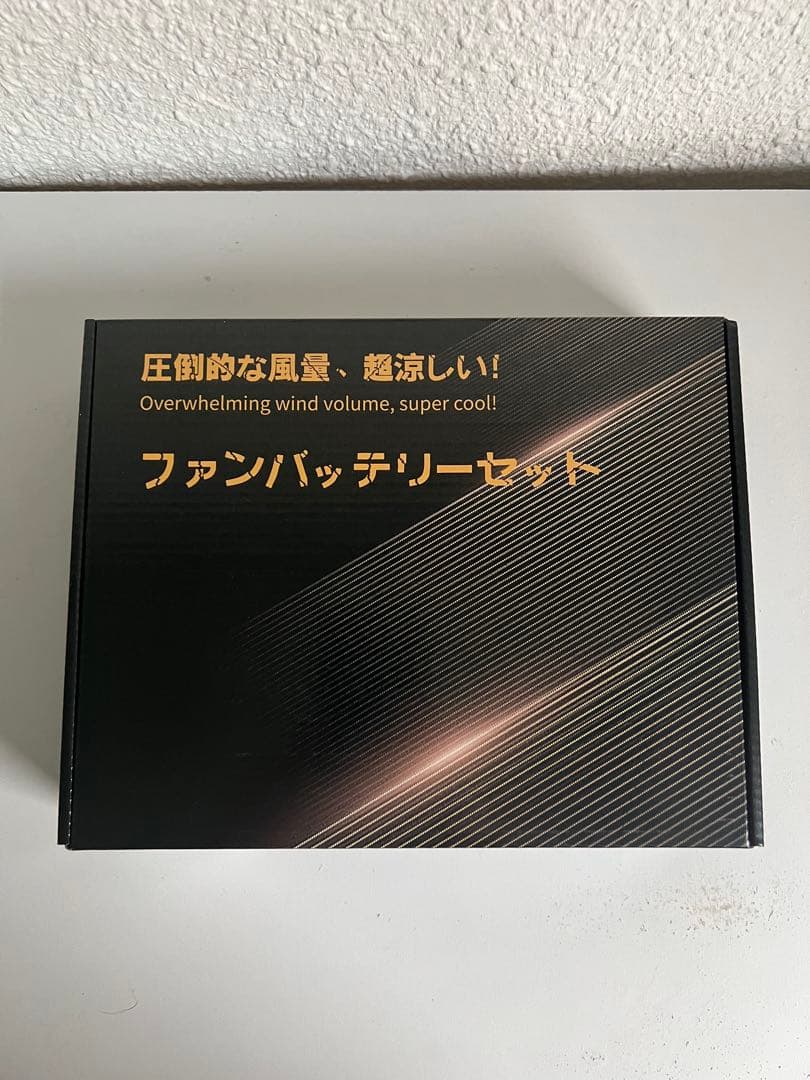 圧倒的な風量、超涼しい!
Overwhelming wind volume, super cool!
ファンバッテリーセット